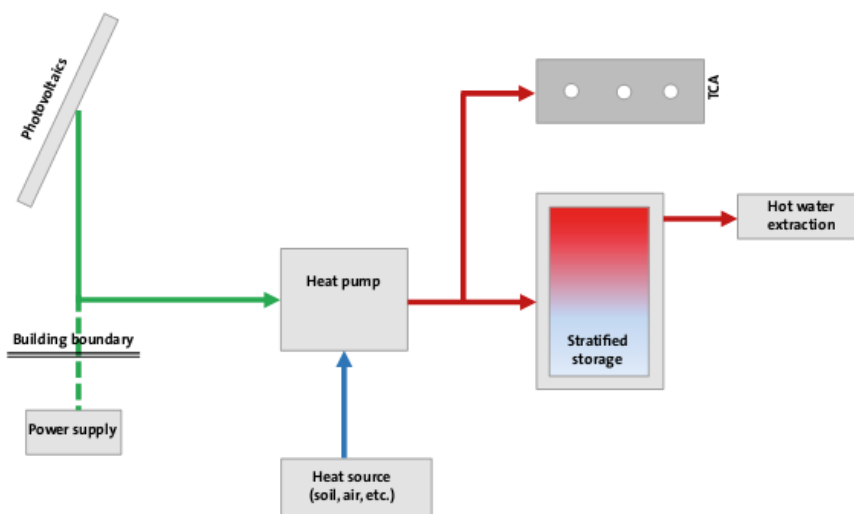 Photovoltaics
TCA
Hot water
extraction
Heat pump
Stratified
storage
Building boundary
Power supply
Heat source
(soil, air, etc.)